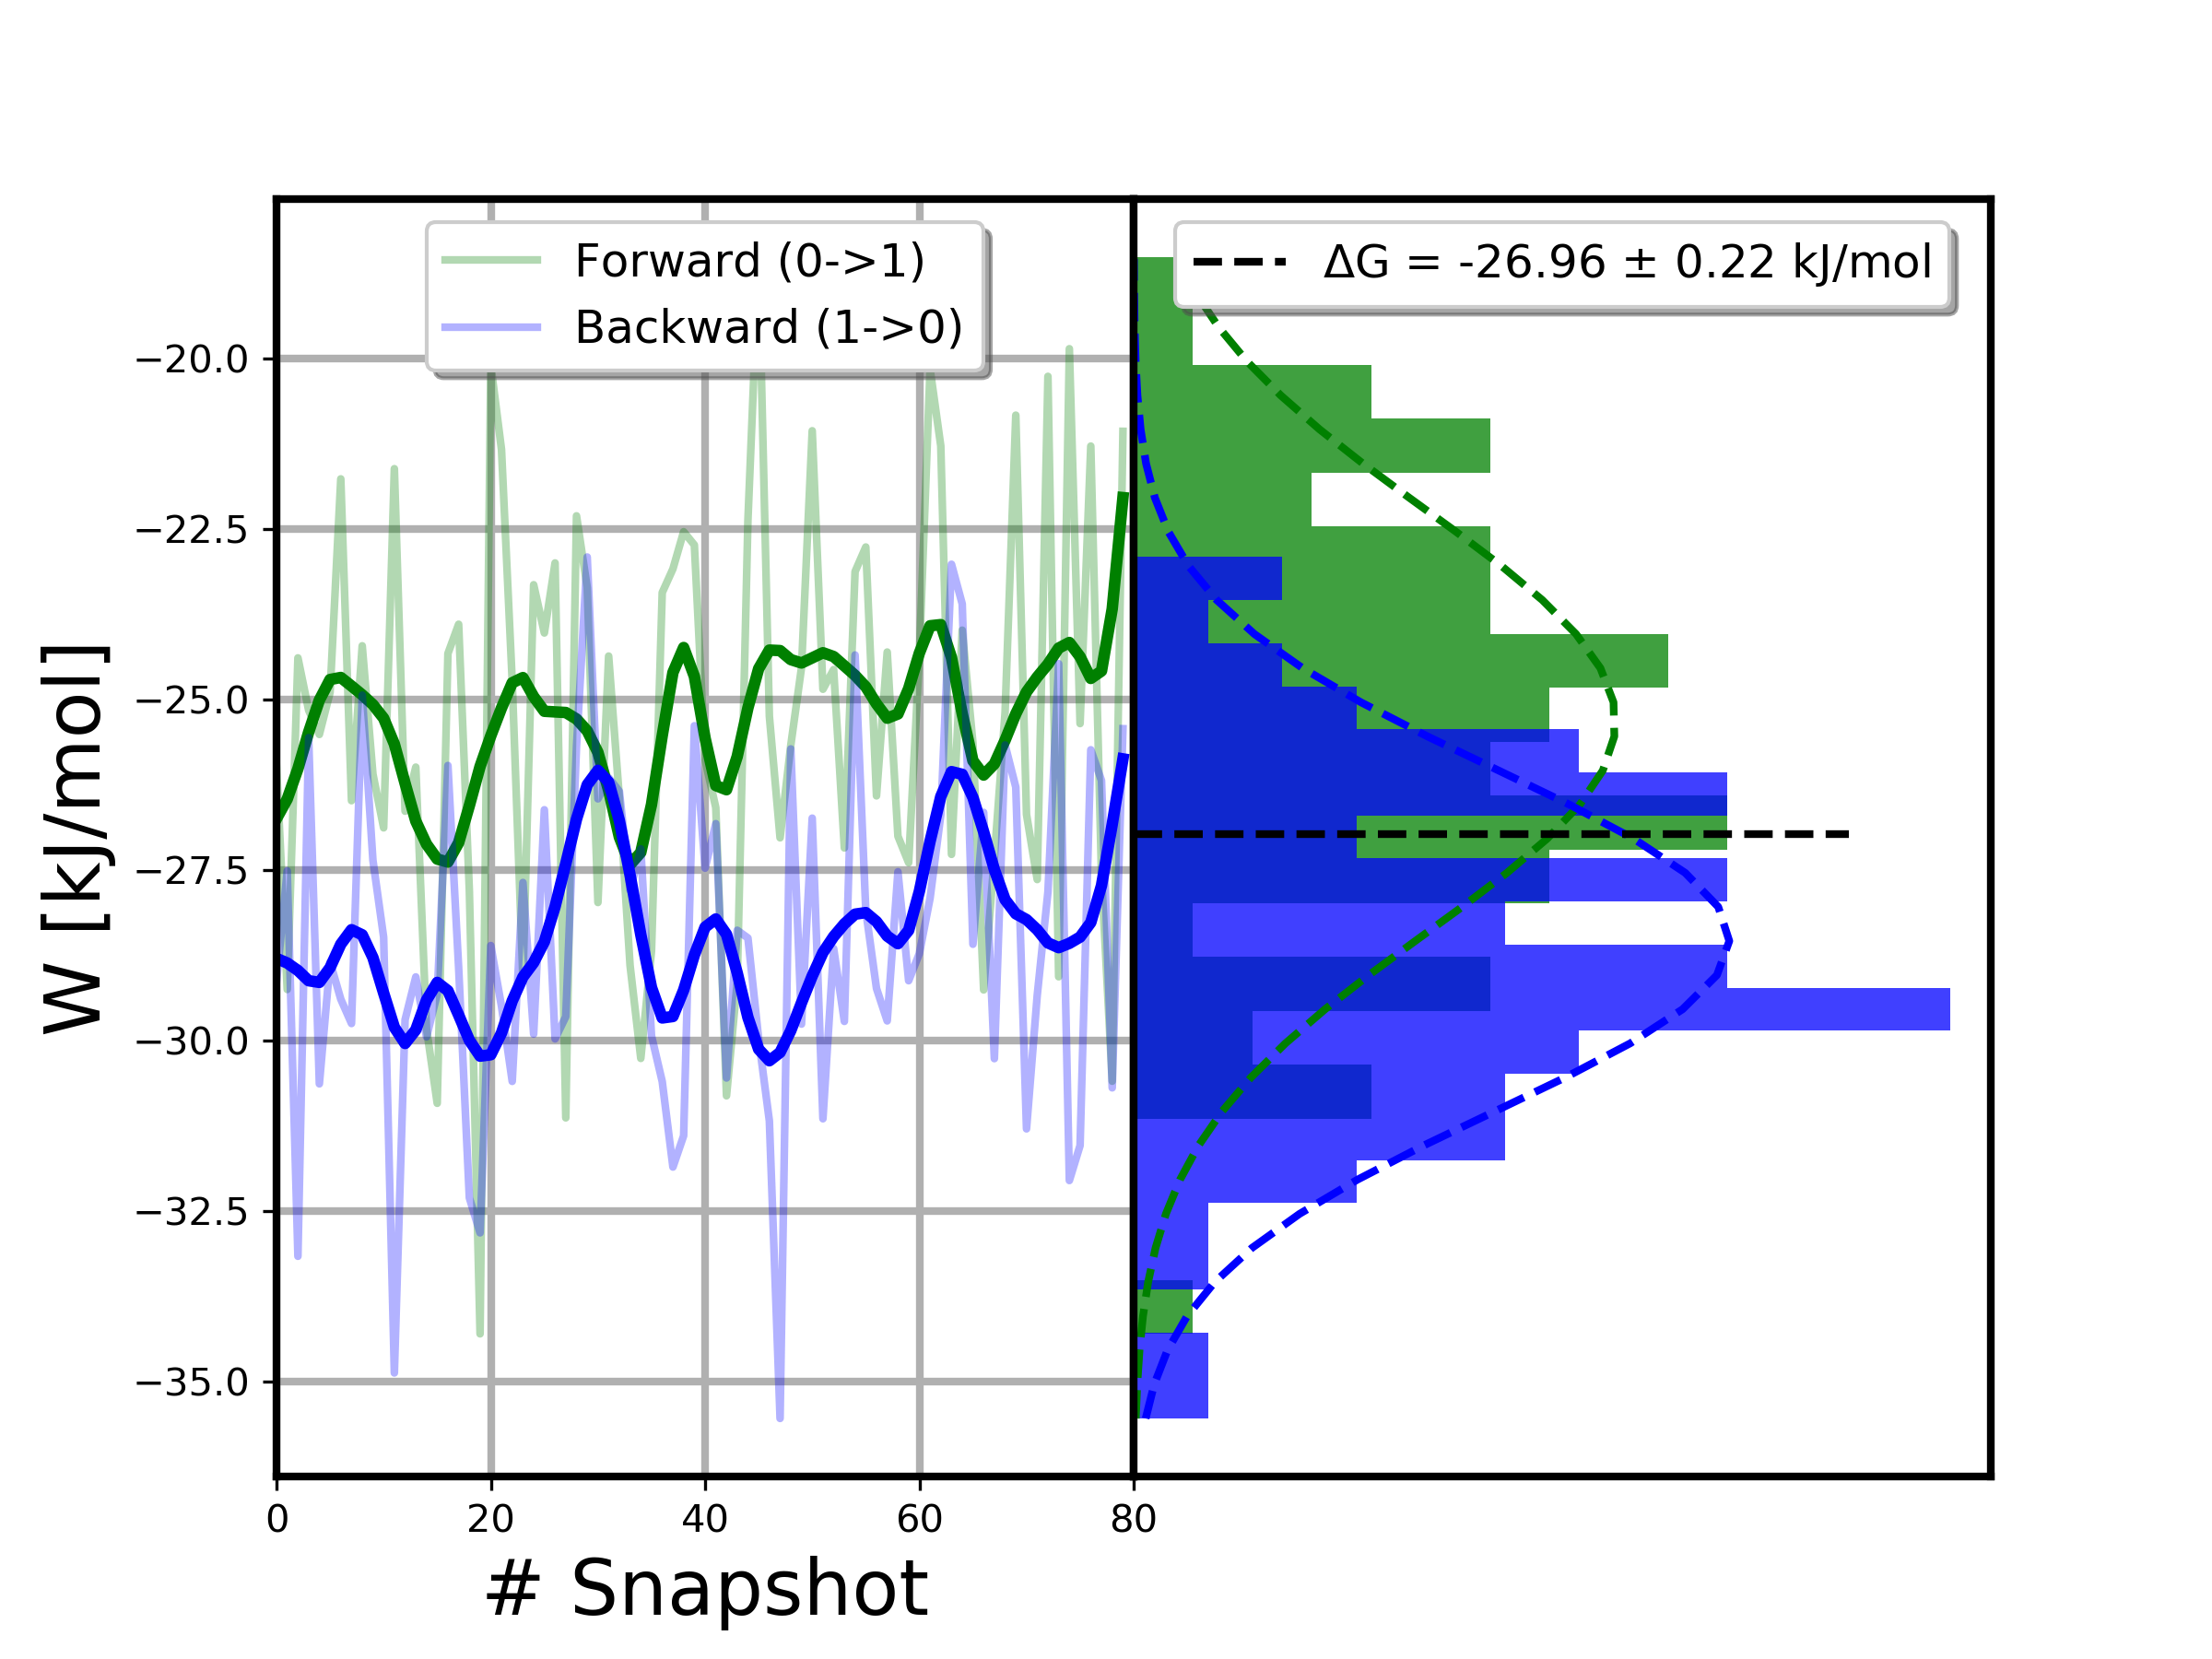 Forward (0->1)
Backward (1->0)
ΔG = -26.96 ± 0.22 kJ/mol
W [kJ/mol]
−20.0
−22.5
−25.0
−27.5
−30.0
−32.5
−35.0
0 20 40 60 80
# Snapshot